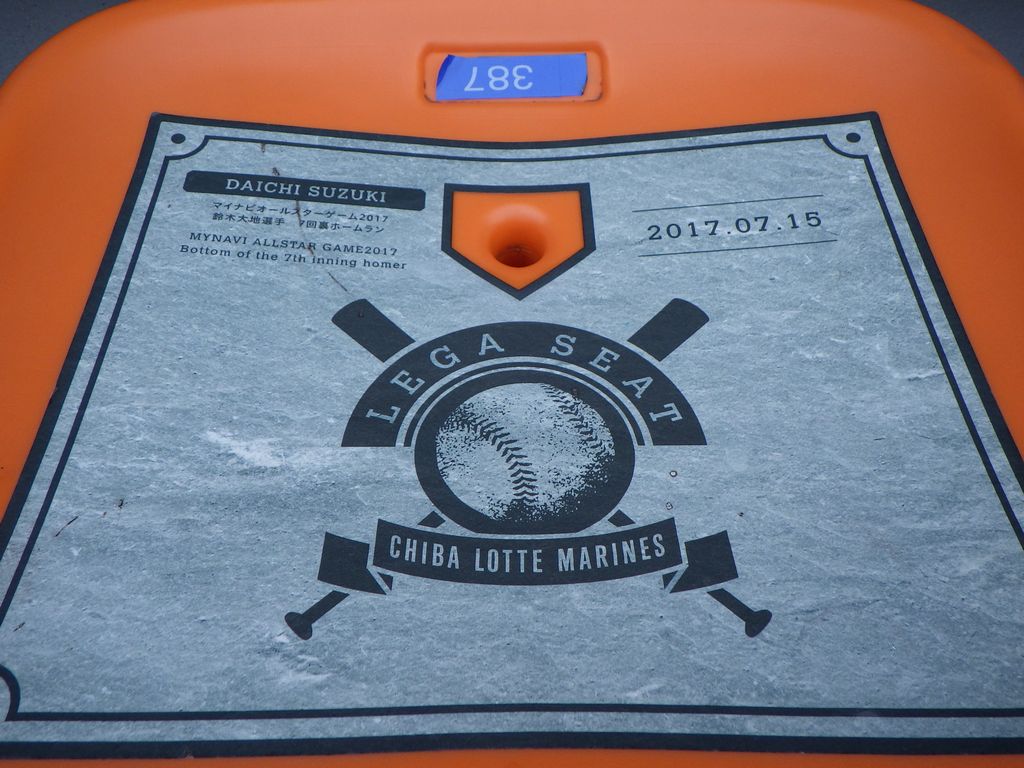 387
DAICHI SUZUKI
マイナビオールスターゲーム2017
鈴木大地選手　7回裏ホームラン
MYNAVI ALLSTAR GAME2017
Bottom of the 7th inning homer
2017.07.15
LEGA SEAT
CHIBA LOTTE MARINES